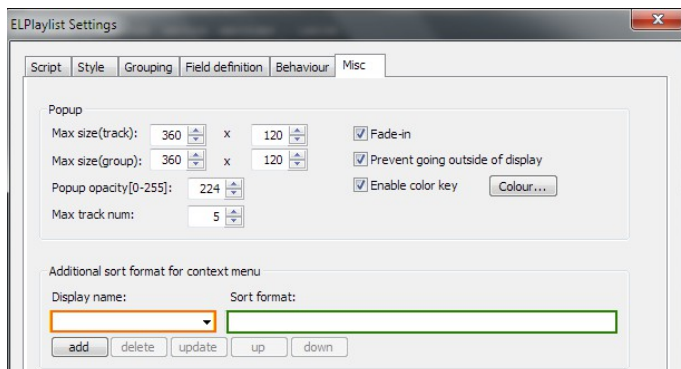 ELPlaylist Settings
Script Style Grouping Field definition Behaviour Misc
Popup
Max size(track): 360 x 120 Fade-in
Max size(group): 360 x 120 Prevent going outside of display
Popup opacity[0-255]: 224 Enable color key Colour...
Max track num: 5
Additional sort format for context menu
Display name: Sort format:
add delete update up down